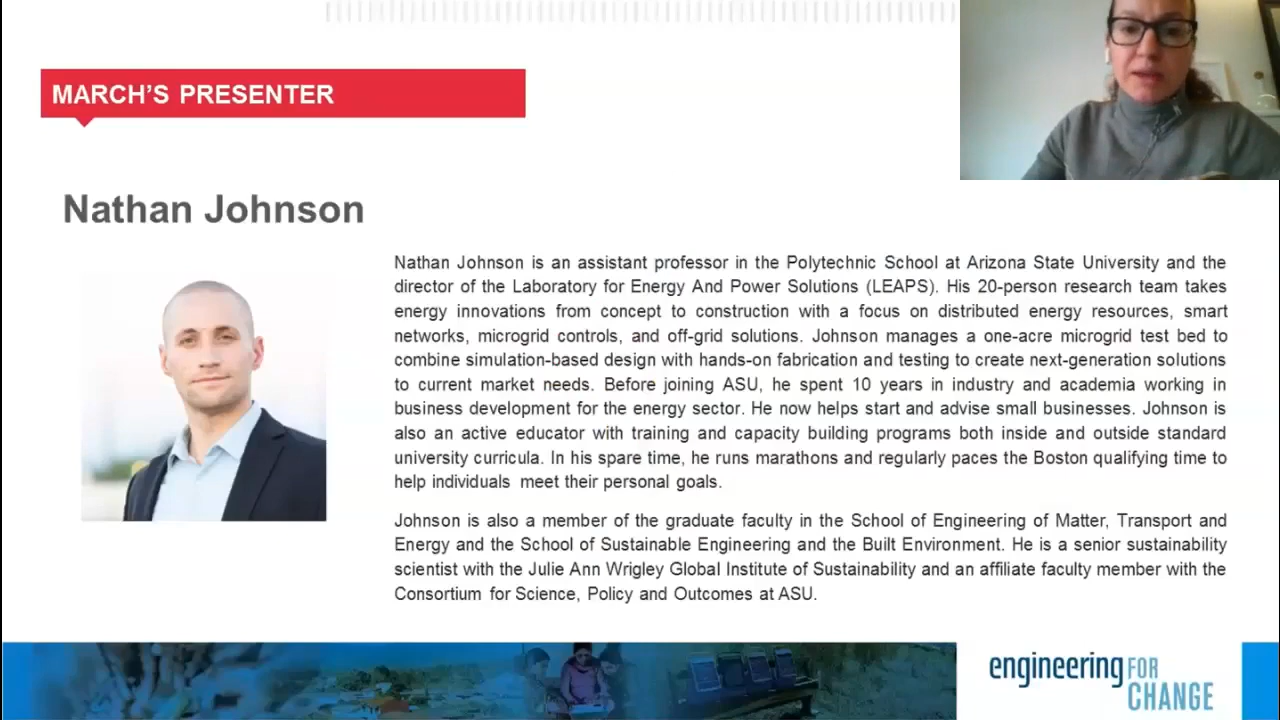 MARCH'S PRESENTER
Nathan Johnson
Nathan Johnson is an assistant professor in the Polytechnic School at Arizona State University and the
director of the Laboratory for Energy And Power Solutions (LEAPS). His 20-person research team takes
energy innovations from concept to construction with a focus on distributed energy resources, smart
networks, microgrid controls, and off-grid solutions. Johnson manages a one-acre microgrid test bed to
combine simulation-based design with hands-on fabrication and testing to create next-generation solutions
to current market needs. Before joining ASU, he spent 10 years in industry and academia working in
business development for the energy sector. He now helps start and advise small businesses. Johnson is
also an active educator with training and capacity building programs both inside and outside standard
university curricula. In his spare time, he runs marathons and regularly paces the Boston qualifying time to
help individuals meet their personal goals.
Johnson is also a member of the graduate faculty in the School of Engineering of Matter, Transport and
Energy and the School of Sustainable Engineering and the Built Environment. He is a senior sustainability
scientist with the Julie Ann Wrigley Global Institute of Sustainability and an affiliate faculty member with the
Consortium for Science, Policy and Outcomes at ASU.
engineering FOR
CHANGE